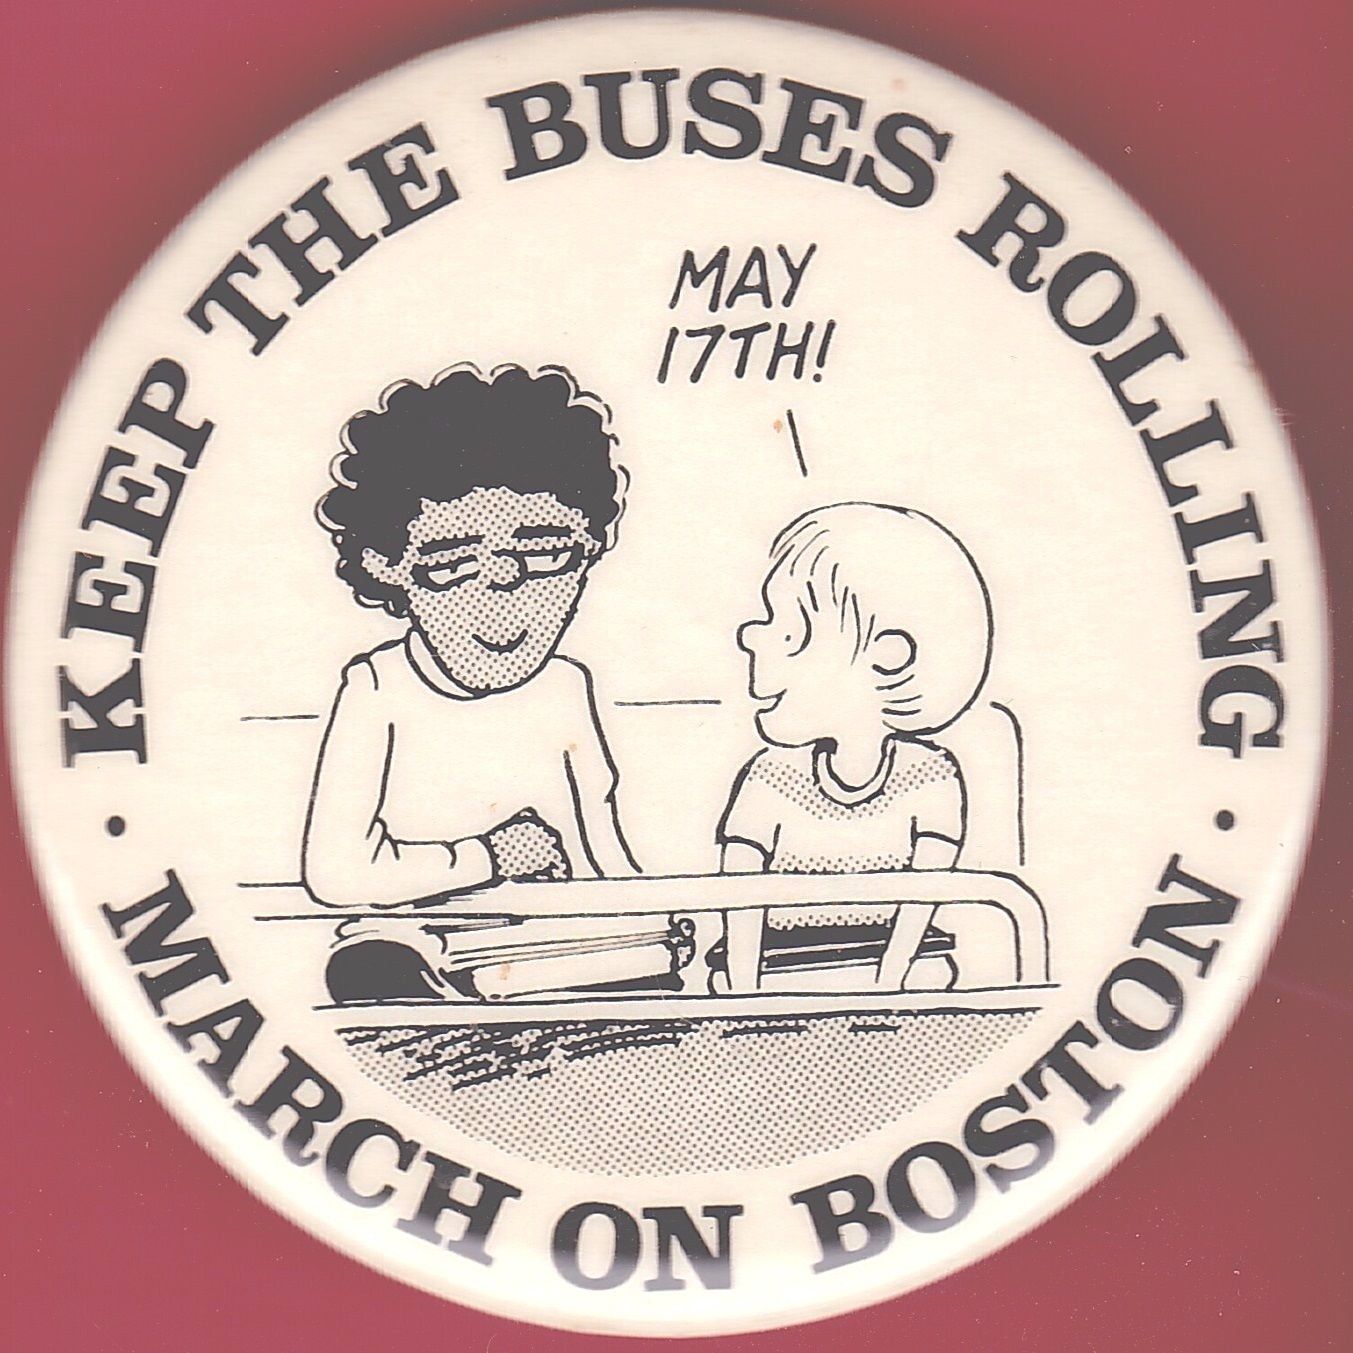 KEEP THE BUSES ROLLING
MAY
17TH!
• MARCH ON BOSTON •